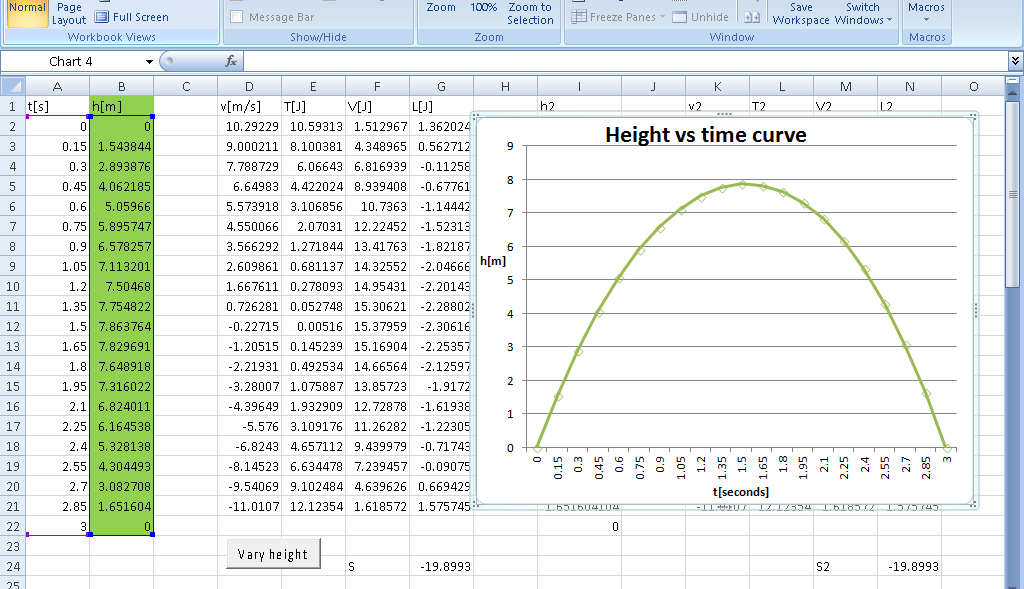 Normal Page Layout Full Screen Message Bar Zoom 100% Zoom to Selection Freeze Panes Unhide Save Workspace Switch Windows Macros
Workbook Views Show/Hide Zoom Window Macros
Chart 4 fx
A B C D E F G H I J K L M N O
1 t[s] h[m] v[m/s] T[J] V[J] L[J] h2 v2 T2 V2 L2
2 0 0 10.29229 10.59313 1.512967 1.362024
3 0.15 1.543844 9.000211 8.100381 4.348965 0.562712
4 0.3 2.893876 7.788729 6.06643 6.816939 -0.11258
5 0.45 4.062185 6.64983 4.422024 8.939408 -0.67761
6 0.6 5.05966 5.573918 3.106856 10.7363 -1.14442
7 0.75 5.895747 4.550066 2.07031 12.22452 -1.52313
8 0.9 6.578257 3.566292 1.271844 13.41763 -1.82187
9 1.05 7.113201 2.609861 0.681137 14.32552 -2.04666
10 1.2 7.50468 1.667611 0.278093 14.95431 -2.20143
11 1.35 7.754822 0.726281 0.052748 15.30621 -2.28802
12 1.5 7.863764 -0.22715 0.00516 15.37959 -2.30616
13 1.65 7.829691 -1.20515 0.145239 15.16904 -2.25357
14 1.8 7.648918 -2.21931 0.492534 14.66564 -2.12597
15 1.95 7.316022 -3.28007 1.075887 13.85723 -1.9172
16 2.1 6.824011 -4.39649 1.932909 12.72878 -1.61938
17 2.25 6.164538 -5.576 3.109176 11.26282 -1.22305
18 2.4 5.328138 -6.8243 4.657112 9.439979 -0.71743
19 2.55 4.304493 -8.14523 6.634478 7.239457 -0.09075
20 2.7 3.082708 -9.54069 9.102484 4.639626 0.669429
21 2.85 1.651604 -11.0107 12.12354 1.618572 1.575745 1.651604104 -11.0107 12.12354 1.618572 1.575745
22 3 0 0
23
Vary height
24 S -19.8993 S2 -19.8993
25
Height vs time curve
9
8
7
6
h[m]
5
4
3
2
1
0
0 0.15 0.3 0.45 0.6 0.75 0.9 1.05 1.2 1.35 1.5 1.65 1.8 1.95 2.1 2.25 2.4 2.55 2.7 2.85 3
t[seconds]